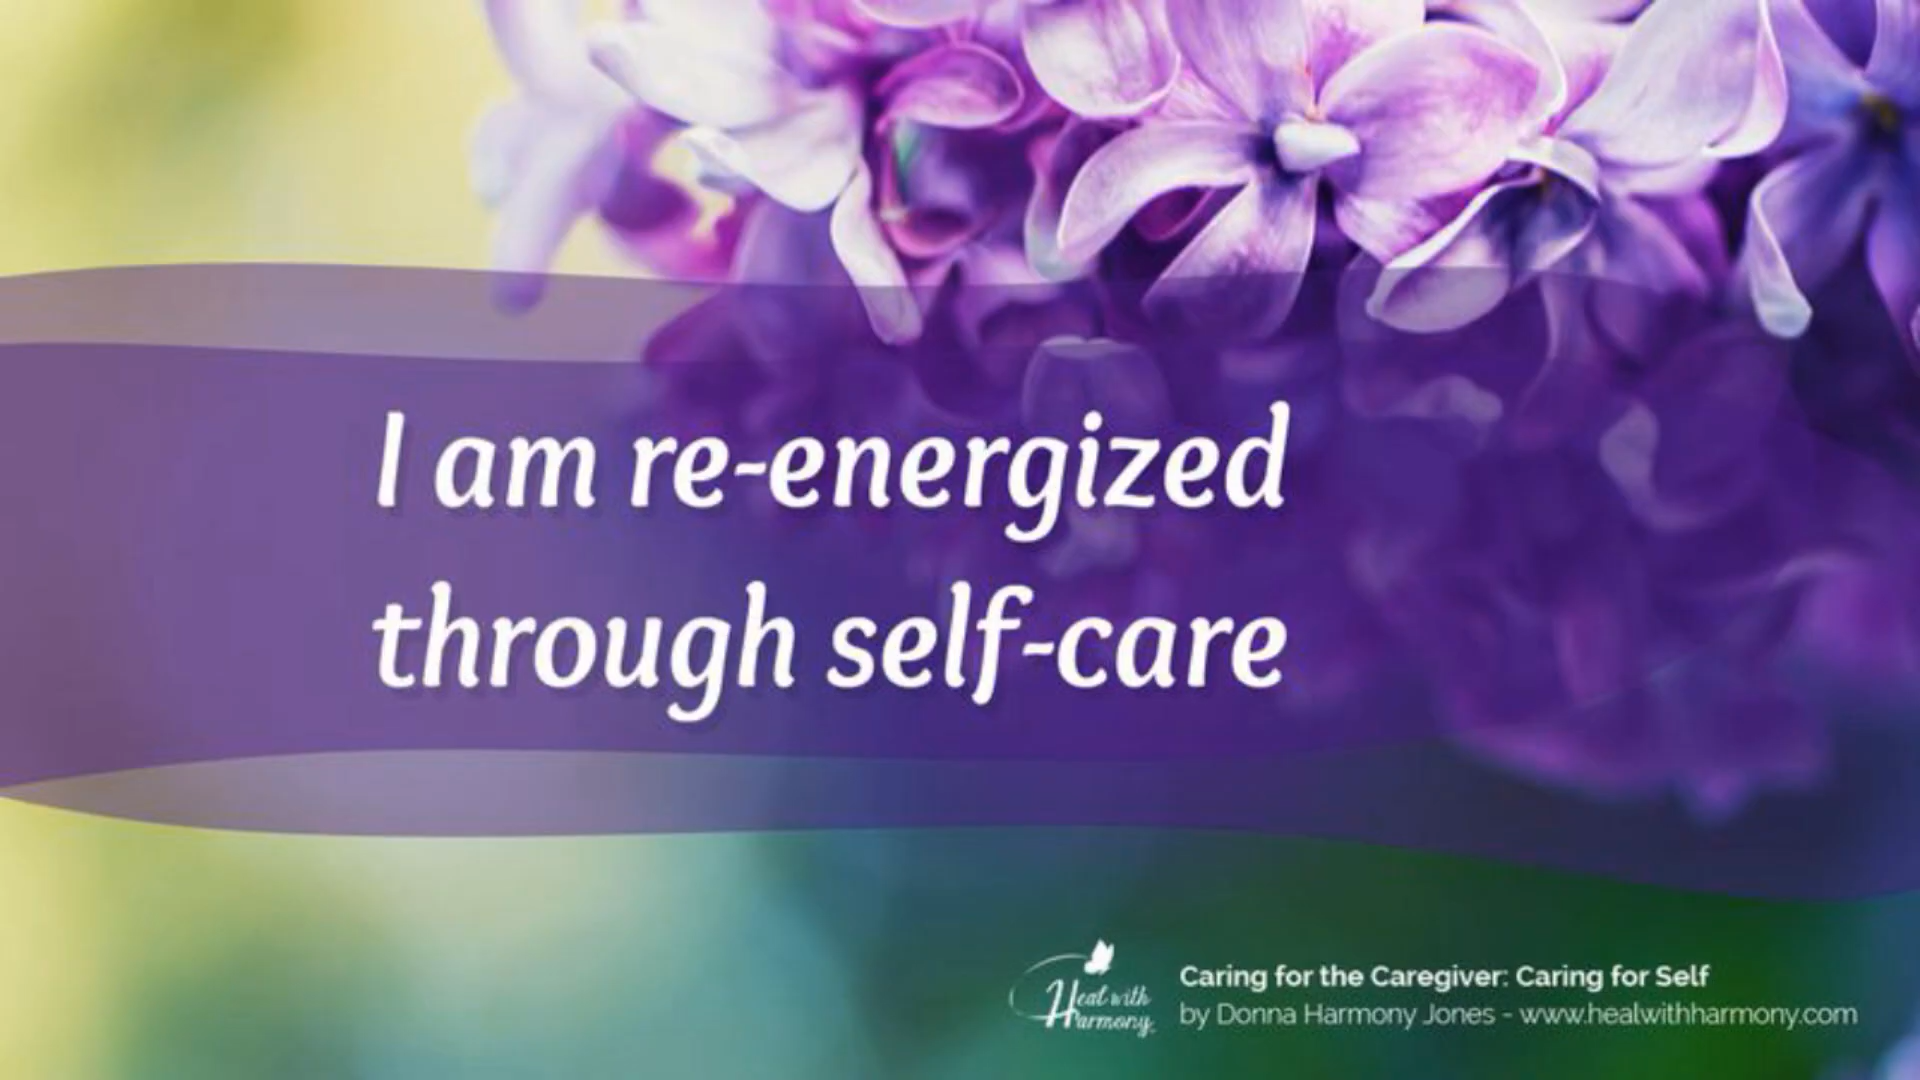 I am re-energized
through self-care
Heal with
Harmony
Caring for the Caregiver: Caring for Self
by Donna Harmony Jones - www.healwithharmony.com